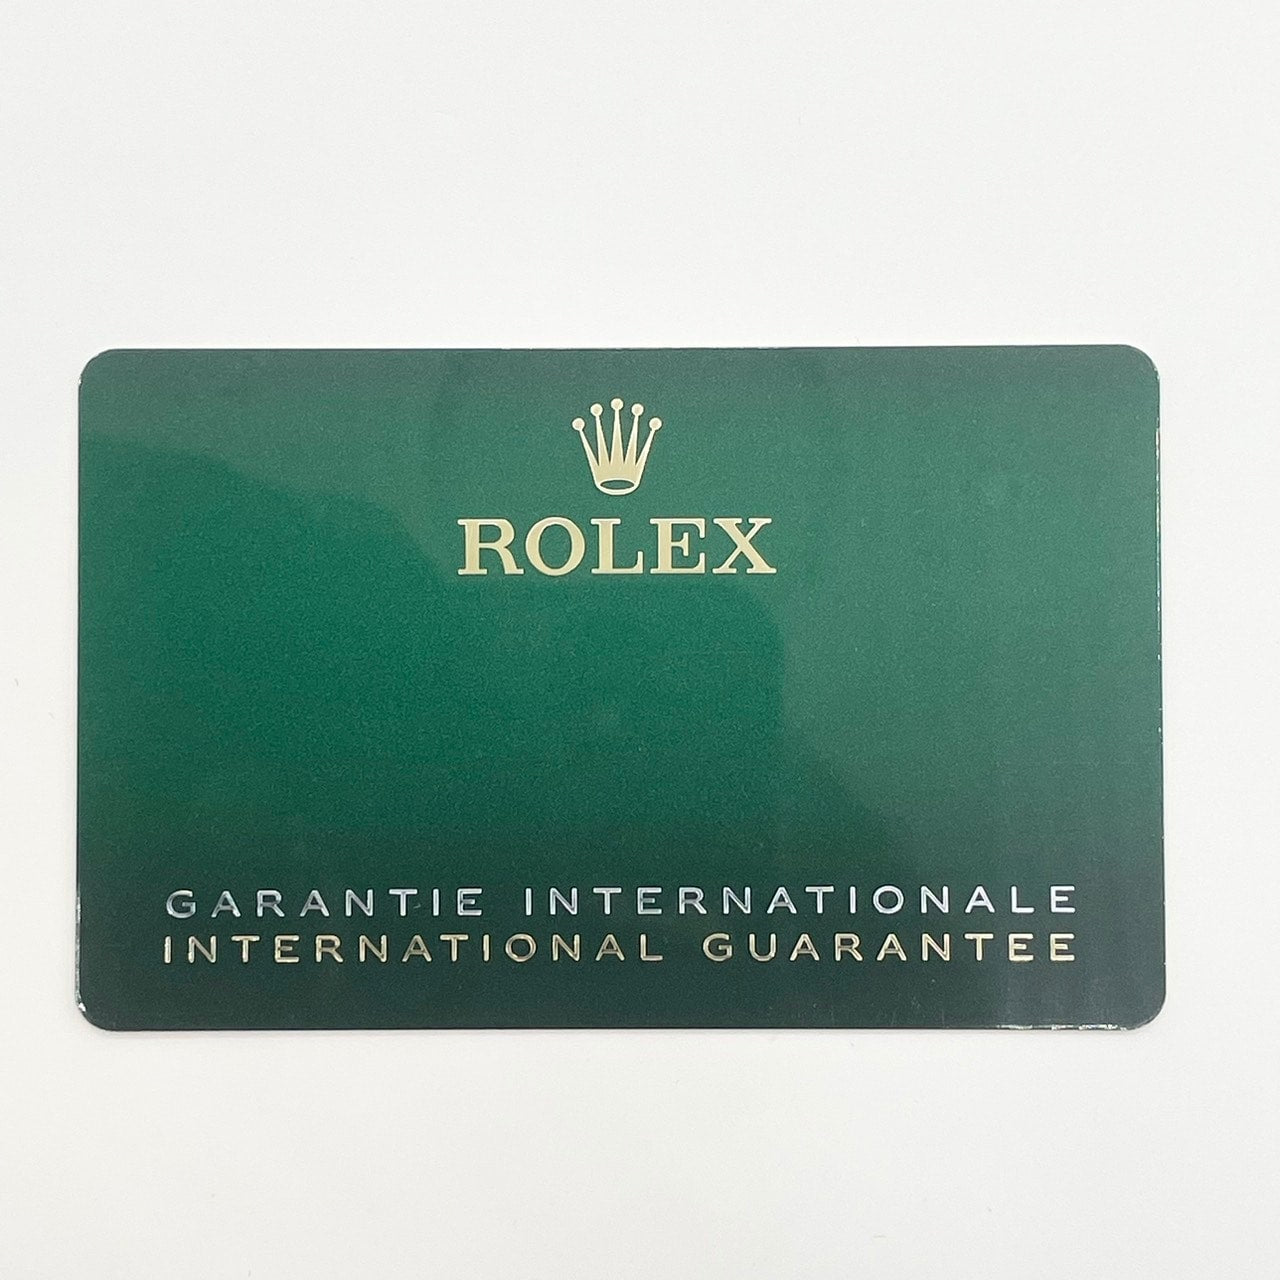 ROLEX
GARANTIE INTERNATIONALE
INTERNATIONAL GUARANTEE